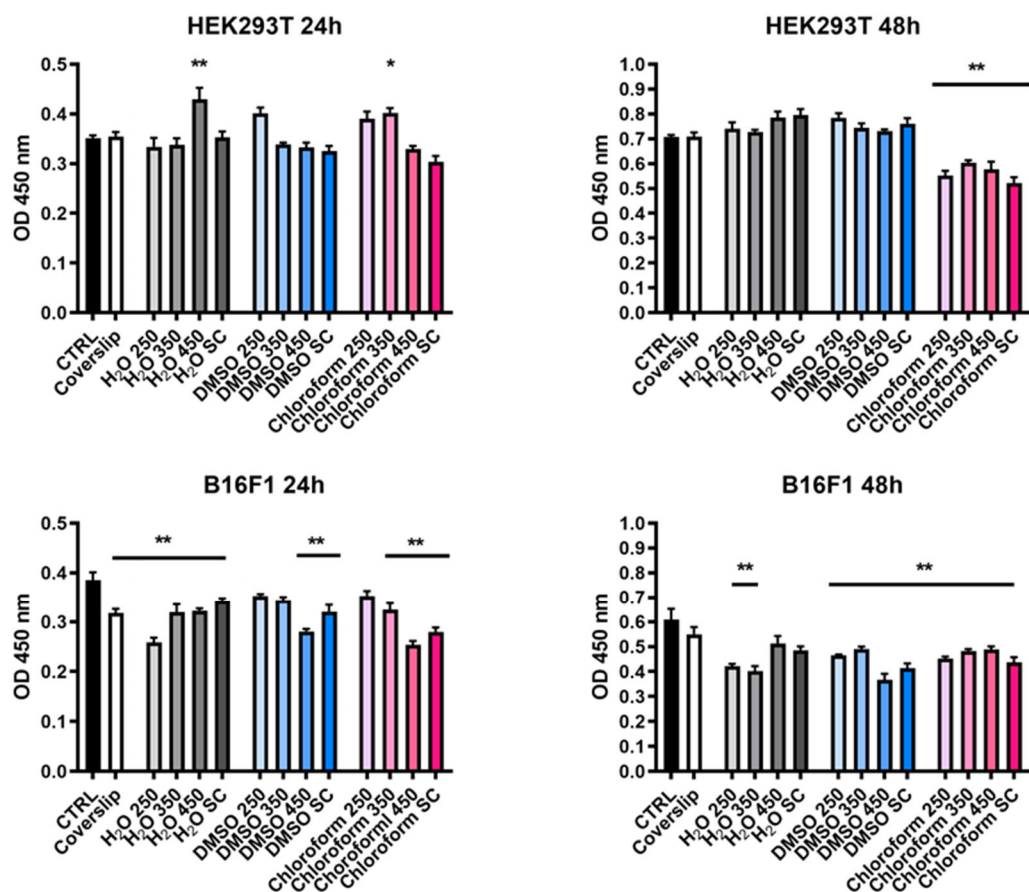 HEK293T 24h
OD 450 nm
0.5
0.4
0.3
0.2
0.1
0.0
**
*
CTRL
Coverslip
H₂O 250
H₂O 350
H₂O 450
H₂O SC
DMSO 250
DMSO 350
DMSO 450
DMSO SC
Chloroform 250
Chloroform 350
Chloroform 450
Chloroform SC
HEK293T 48h
OD 450 nm
1.0
0.9
0.8
0.7
0.6
0.5
0.4
0.3
0.2
0.1
0.0
**
CTRL
Coverslip
H₂O 250
H₂O 350
H₂O 450
H₂O SC
DMSO 250
DMSO 350
DMSO 450
DMSO SC
Chloroform 250
Chloroform 350
Chloroform 450
Chloroform SC
B16F1 24h
OD 450 nm
0.5
0.4
0.3
0.2
0.1
0.0
**
**
**
CTRL
Coverslip
H₂O 250
H₂O 350
H₂O 450
H₂O SC
DMSO 250
DMSO 350
DMSO 450
DMSO SC
Chloroform 250
Chloroform 350
Choroforml 450
Chloroform SC
B16F1 48h
OD 450 nm
1.0
0.9
0.8
0.7
0.6
0.5
0.4
0.3
0.2
0.1
0.0
**
**
CTRL
Coverslip
H₂O 250
H₂O 350
H₂O 450
H₂O SC
DMSO 250
DMSO 350
DMSO 450
DMSO SC
Chloroform 250
Chloroform 350
Chloroform 450
Chloroform SC